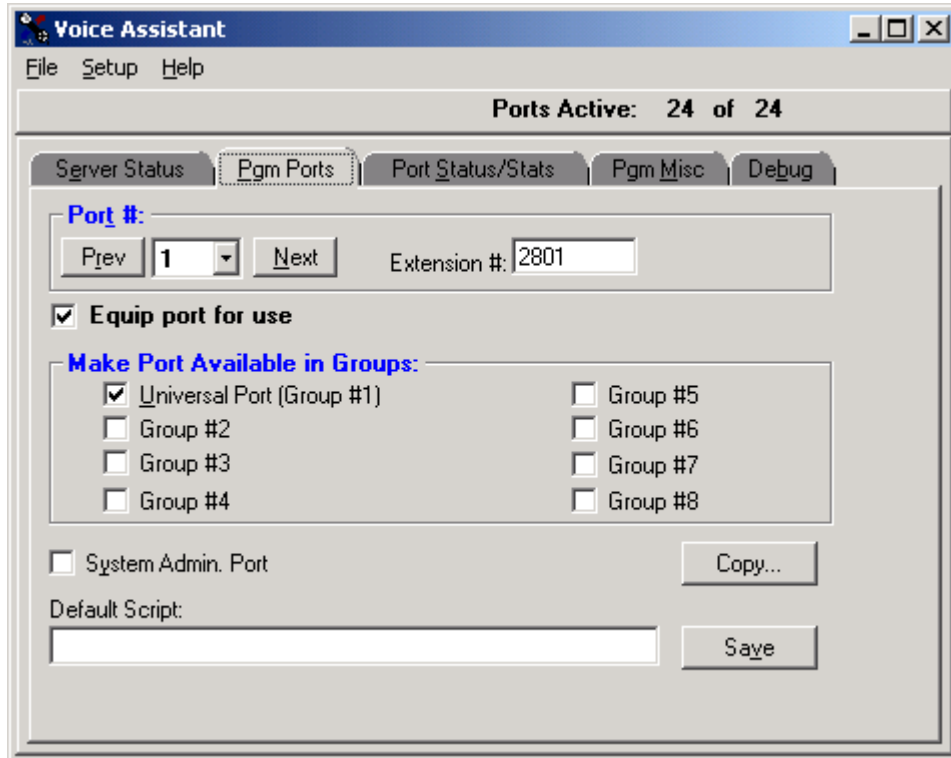 Voice Assistant
File Setup Help
Ports Active: 24 of 24
Server Status Pgm Ports Port Status/Stats Pgm Misc Debug
Port #:
Prev 1 Next Extension #: 2801
Equip port for use
Make Port Available in Groups:
Universal Port (Group #1) Group #5
Group #2 Group #6
Group #3 Group #7
Group #4 Group #8
System Admin. Port Copy...
Default Script:
Save